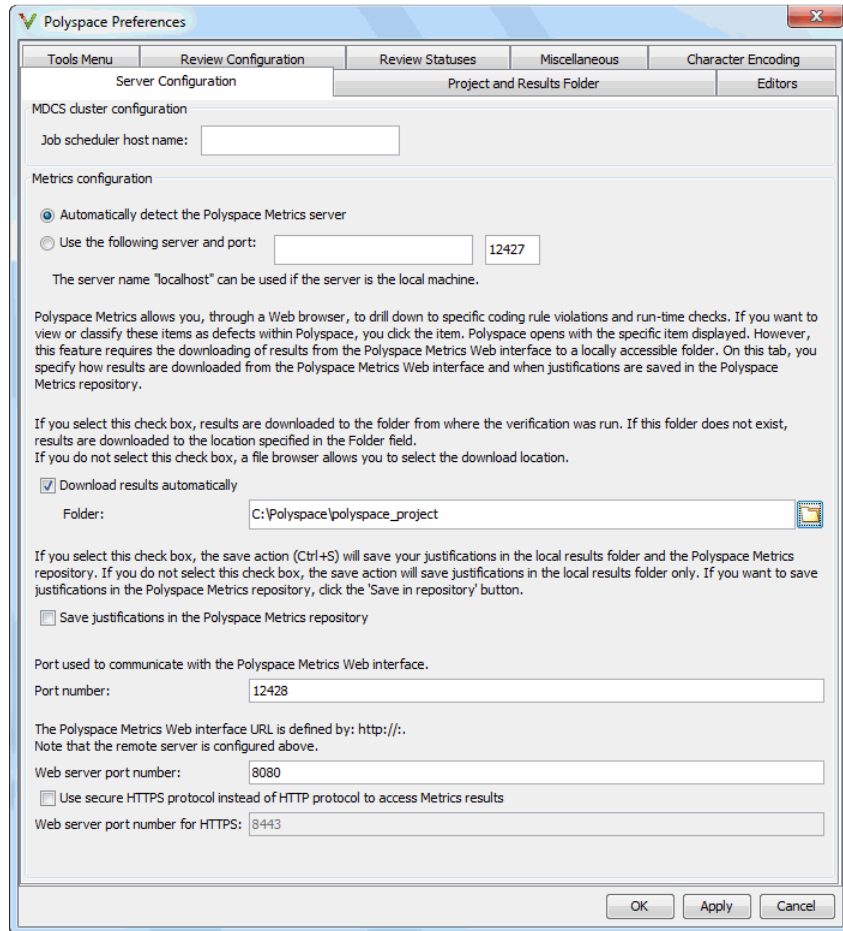 Polyspace Preferences
Tools Menu Review Configuration Review Statuses Miscellaneous Character Encoding
Server Configuration Project and Results Folder Editors
MDCS cluster configuration
Job scheduler host name:
Metrics configuration
Automatically detect the Polyspace Metrics server
Use the following server and port: 12427
The server name "localhost" can be used if the server is the local machine.
Polyspace Metrics allows you, through a Web browser, to drill down to specific coding rule violations and run-time checks. If you want to
view or classify these items as defects within Polyspace, you click the item. Polyspace opens with the specific item displayed. However,
this feature requires the downloading of results from the Polyspace Metrics Web interface to a locally accessible folder. On this tab, you
specify how results are downloaded from the Polyspace Metrics Web interface and when justifications are saved in the Polyspace
Metrics repository.
If you select this check box, results are downloaded to the folder from where the verification was run. If this folder does not exist,
results are downloaded to the location specified in the Folder field.
If you do not select this check box, a file browser allows you to select the download location.
Download results automatically
Folder: C:\Polyspace\polyspace_project
If you select this check box, the save action (Ctrl+S) will save your justifications in the local results folder and the Polyspace Metrics
repository. If you do not select this check box, the save action will save justifications in the local results folder only. If you want to save
justifications in the Polyspace Metrics repository, click the 'Save in repository' button.
Save justifications in the Polyspace Metrics repository
Port used to communicate with the Polyspace Metrics Web interface.
Port number: 12428
The Polyspace Metrics Web interface URL is defined by: http://:.
Note that the remote server is configured above.
Web server port number: 8080
Use secure HTTPS protocol instead of HTTP protocol to access Metrics results
Web server port number for HTTPS: 8443
OK Apply Cancel